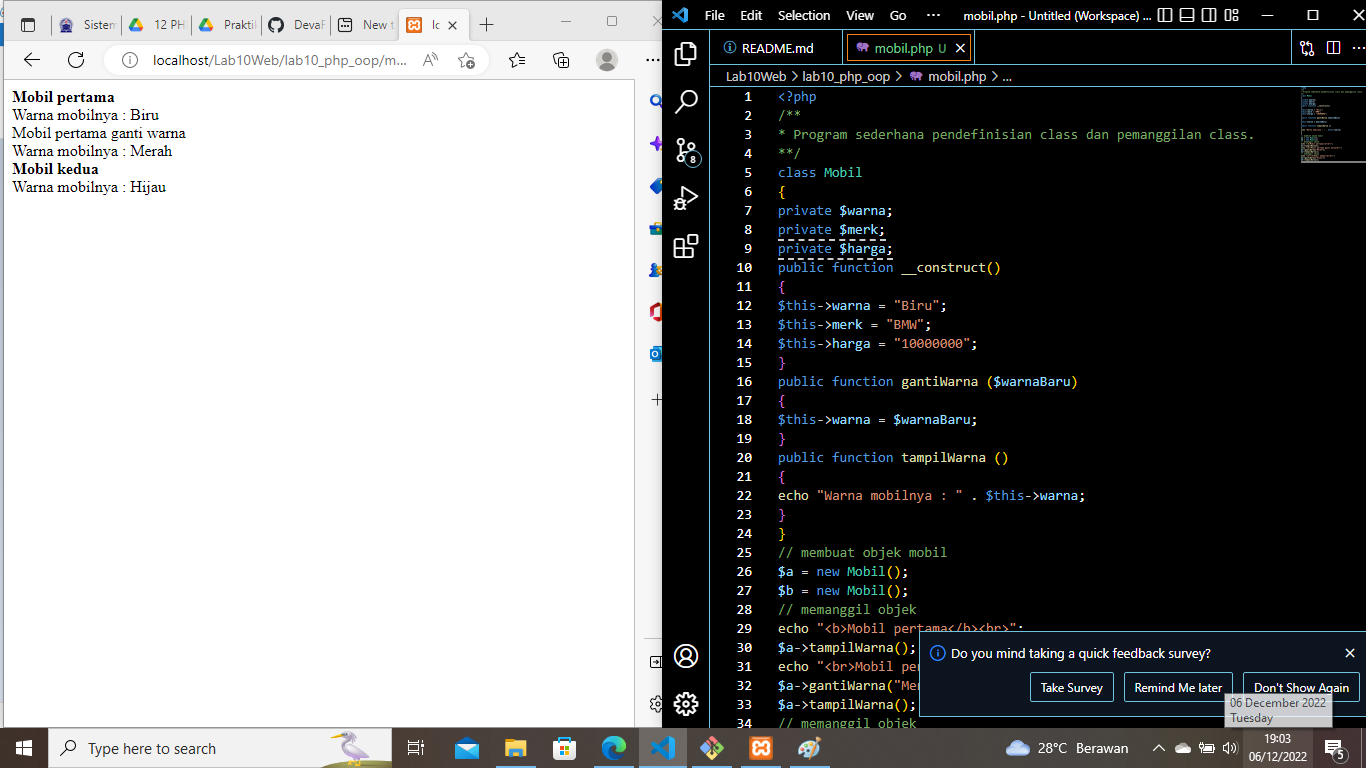 Sistem
12 PH
Prakti
DevaF
New t
lc
localhost/Lab10Web/lab10_php_oop/m...
Mobil pertama
Warna mobilnya : Biru
Mobil pertama ganti warna
Warna mobilnya : Merah
Mobil kedua
Warna mobilnya : Hijau
File Edit Selection View Go ··· mobil.php - Untitled (Workspace) ...
README.md
mobil.php U
Lab10Web > lab10_php_oop > mobil.php > ...
8
1 <?php
2 /**
3 * Program sederhana pendefinisian class dan pemanggilan class.
4 **/
5 class Mobil
6 {
7 private $warna;
8 private $merk;
9 private $harga;
10 public function __construct()
11 {
12 $this->warna = "Biru";
13 $this->merk = "BMW";
14 $this->harga = "10000000";
15 }
16 public function gantiWarna ($warnaBaru)
17 {
18 $this->warna = $warnaBaru;
19 }
20 public function tampilWarna ()
21 {
22 echo "Warna mobilnya : " . $this->warna;
23 }
24 }
25 // membuat objek mobil
26 $a = new Mobil();
27 $b = new Mobil();
28 // memanggil objek
29 echo "<b>Mobil pertama</b><br>";
30 $a->tampilWarna();
31 echo "<br>Mobil per
32 $a->gantiWarna("Mer
33 $a->tampilWarna();
34 // memanggil objek
Do you mind taking a quick feedback survey?
Take Survey
Remind Me later
Don't Show Again
06 December 2022
Tuesday
Type here to search
28°C Berawan
19:03
06/12/2022
5